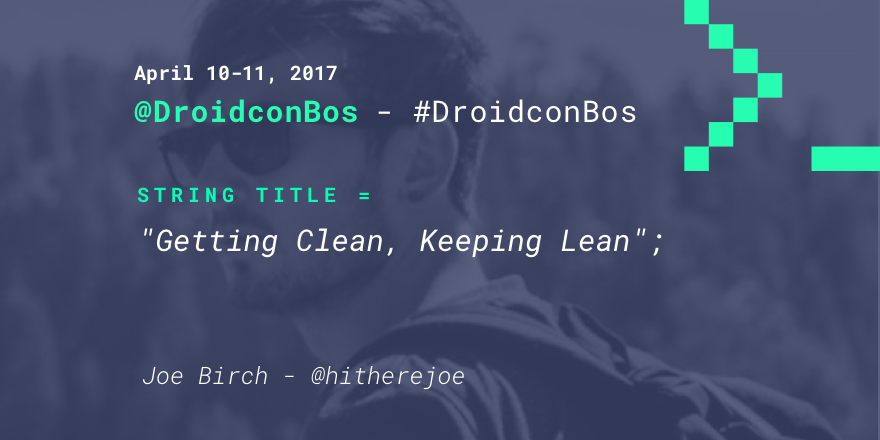 April 10-11, 2017
@DroidconBos - #DroidconBos
STRING TITLE =
"Getting Clean, Keeping Lean";
Joe Birch - @hitherejoe